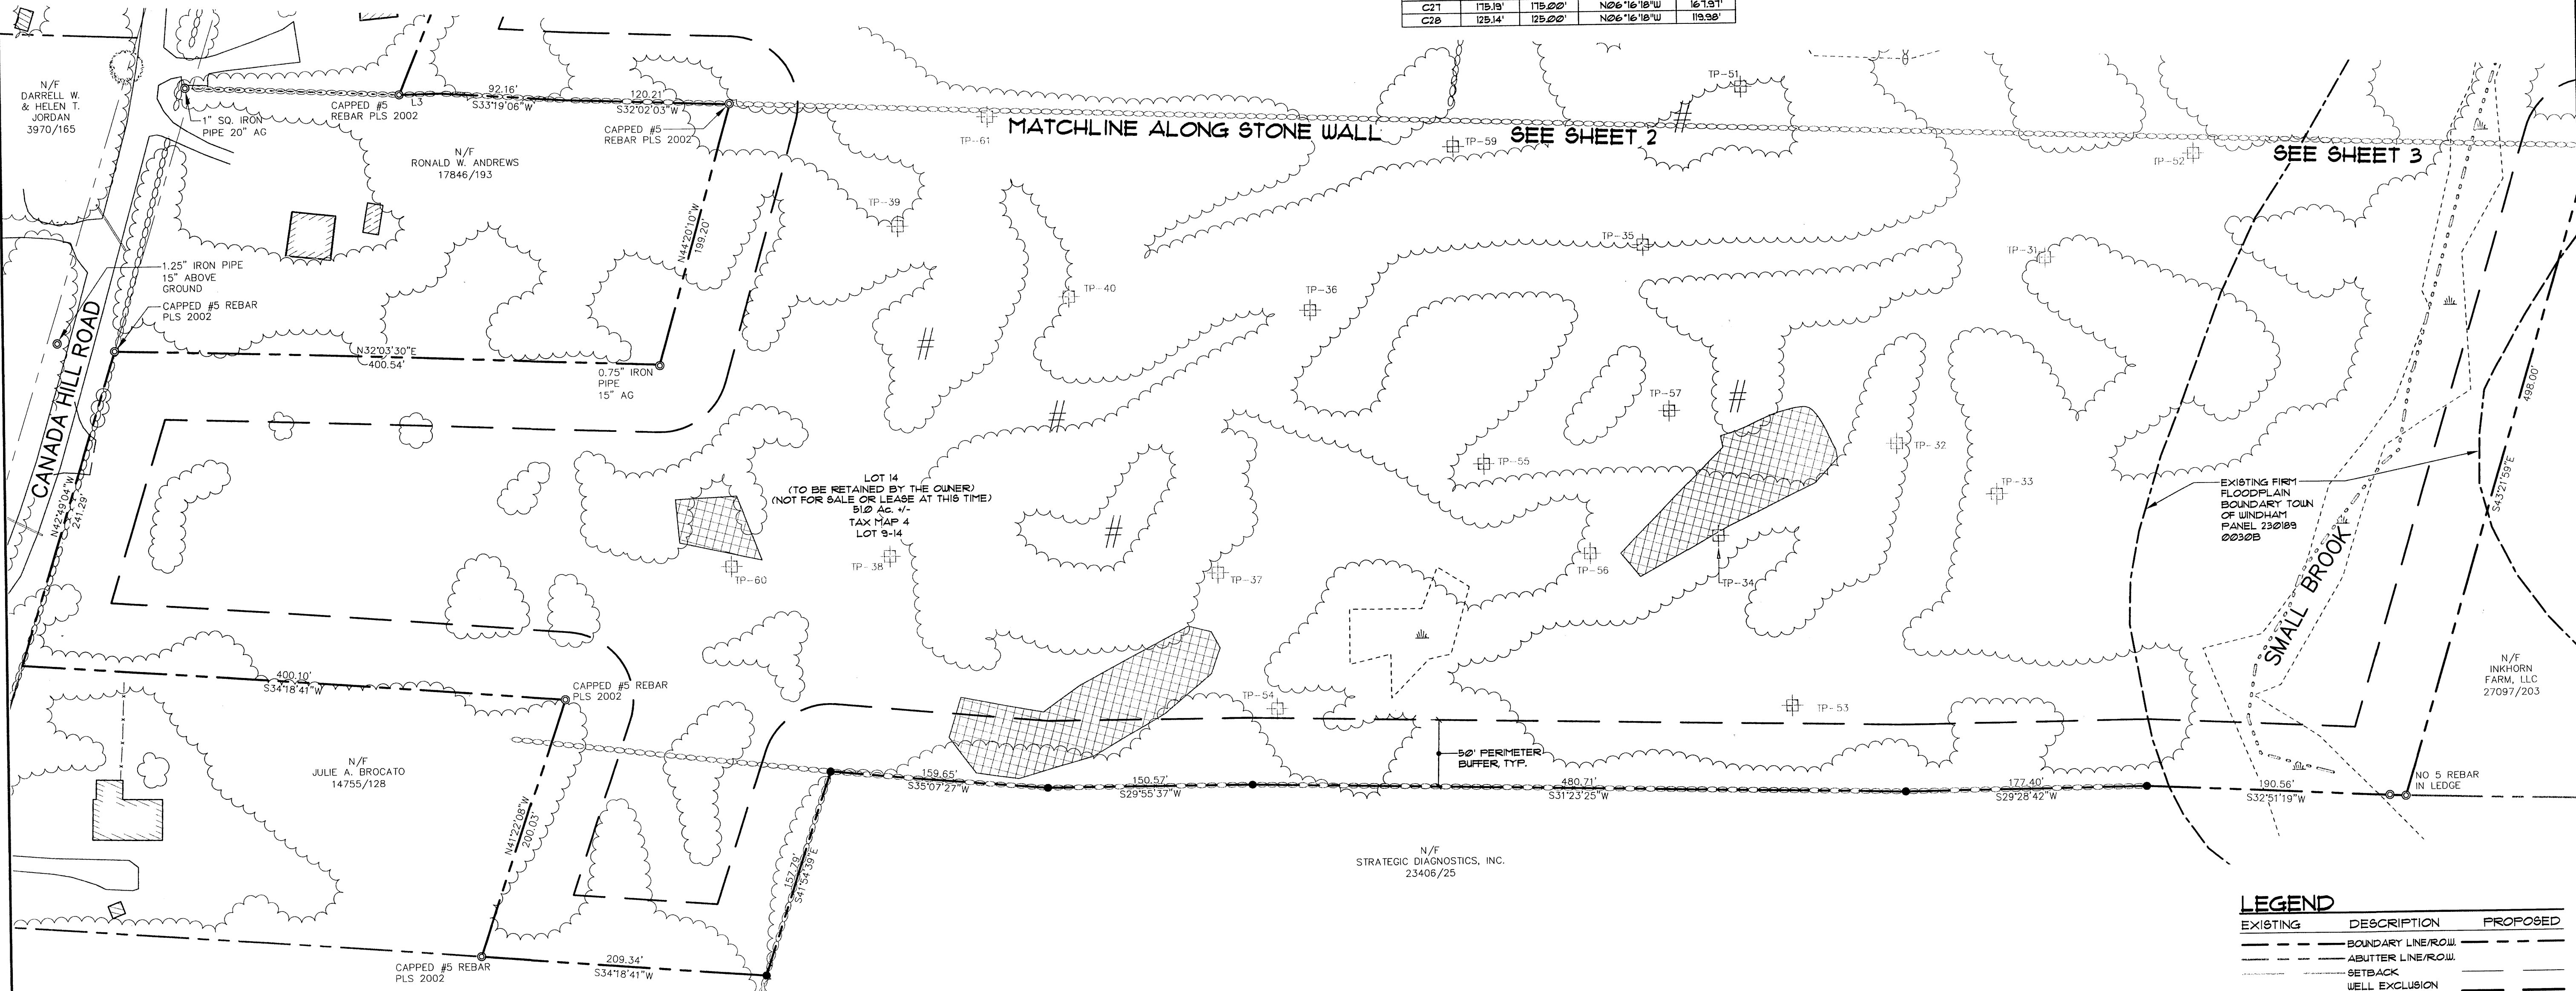 C27 175.19' 175.00' N06°16'18"W 167.97'
C28 125.14' 125.00' N06°16'18"W 119.98'
N/F
DARRELL W.
& HELEN T.
JORDAN
3970/165
1" SQ. IRON
PIPE 20" AG
CAPPED #5
REBAR PLS 2002
L3
92.16'
S33°19'06"W
120.21'
S32°02'03"W
CAPPED #5
REBAR PLS 2002
N/F
RONALD W. ANDREWS
17846/193
TP-61
MATCHLINE ALONG STONE WALL
TP-59
SEE SHEET 2
TP-51
TP-52
SEE SHEET 3
TP-39
N44°20'10"W
199.20'
TP-35
TP-31
1.25" IRON PIPE
15" ABOVE
GROUND
CAPPED #5 REBAR
PLS 2002
CANADA HILL ROAD
TP-40
TP-36
N32°03'30"E
400.54'
0.75" IRON
PIPE
15" AG
TP-57
498.00'
S43°21'59"E
N42°49'04"W
241.29'
TP-55
TP-32
TP-33
LOT 14
(TO BE RETAINED BY THE OWNER)
(NOT FOR SALE OR LEASE AT THIS TIME)
51.0 Ac. +/-
TAX MAP 4
LOT 9-14
EXISTING FIRM
FLOODPLAIN
BOUNDARY TOWN
OF WINDHAM
PANEL 230189
0030B
TP-60
TP-38
TP-37
TP-56
TP-34
SMALL BROOK
400.10'
S34°18'41"W
CAPPED #5 REBAR
PLS 2002
TP-54
TP-53
N/F
INKHORN
FARM, LLC
27097/203
N/F
JULIE A. BROCATO
14755/128
50' PERIMETER
BUFFER, TYP.
159.65'
S35°07'27"W
150.57'
S29°55'37"W
480.71'
S31°23'25"W
177.40'
S29°28'42"W
190.56'
S32°51'19"W
NO 5 REBAR
IN LEDGE
N41°22'08"W
200.03'
157.79'
S41°54'39"E
N/F
STRATEGIC DIAGNOSTICS, INC.
23406/25
CAPPED #5 REBAR
PLS 2002
209.34'
S34°18'41"W
LEGEND
EXISTING DESCRIPTION PROPOSED
BOUNDARY LINE/R.O.W.
ABUTTER LINE/R.O.W.
SETBACK
WELL EXCLUSION